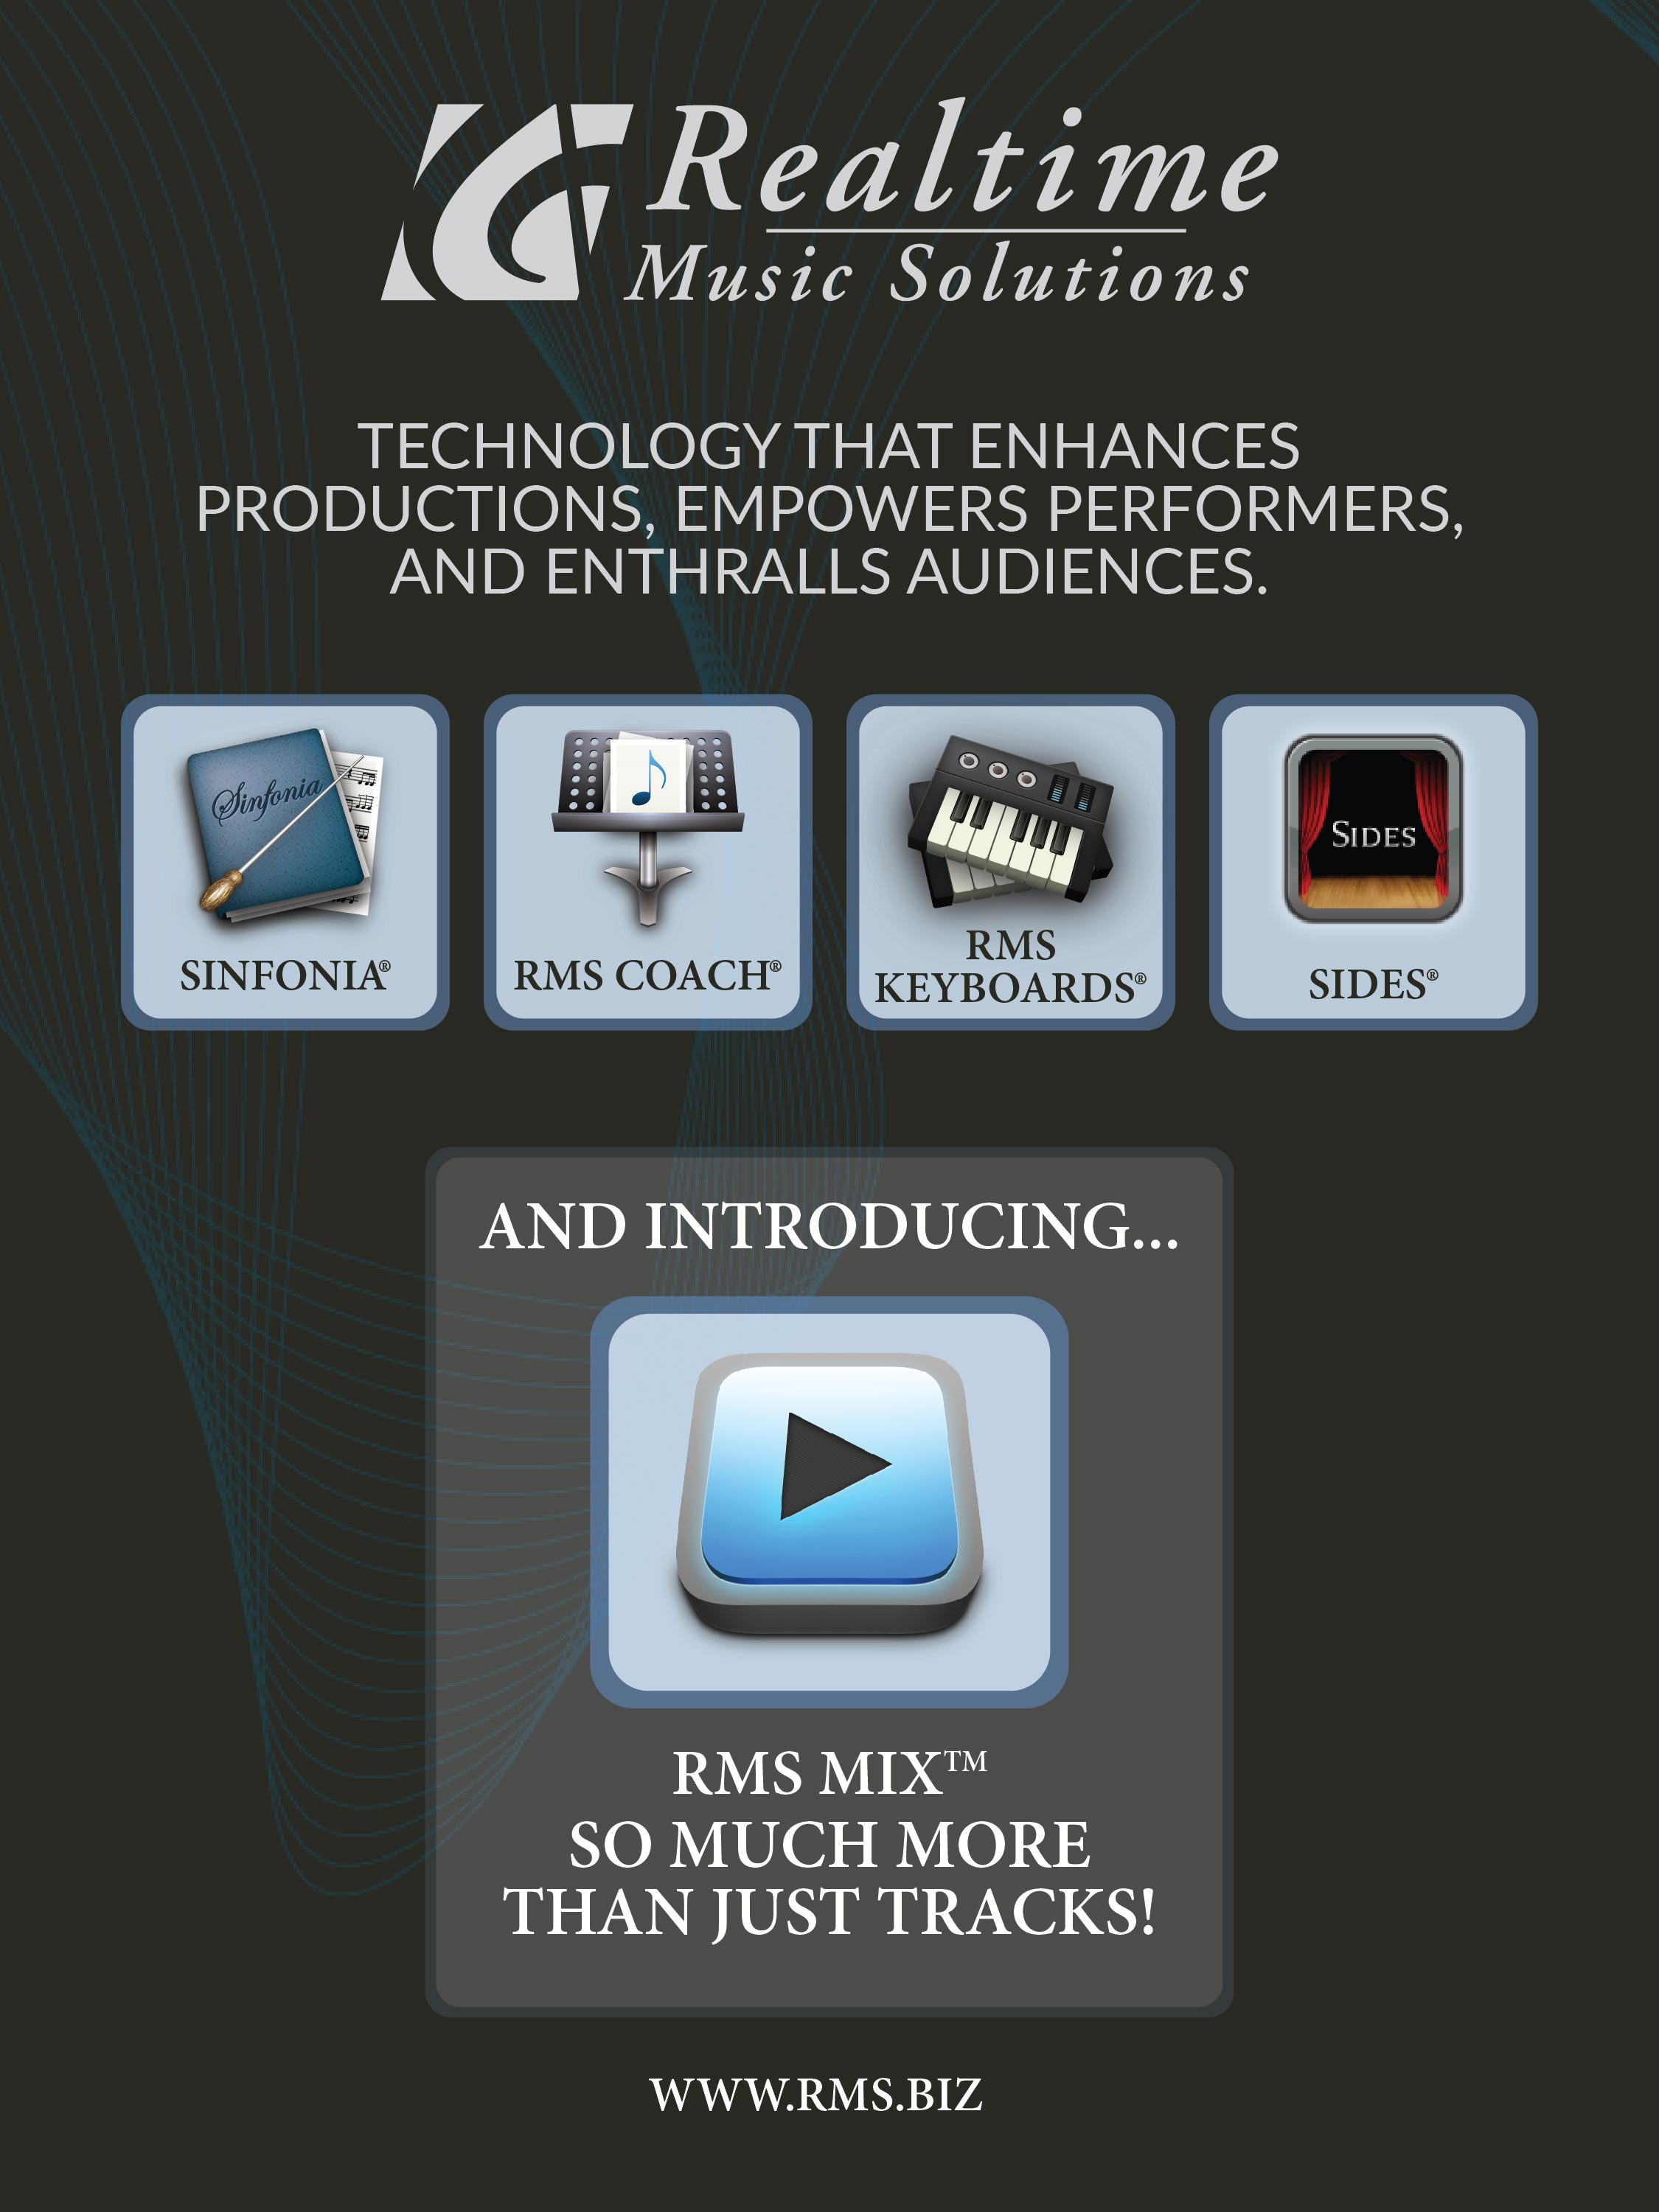 Realtime
Music Solutions
TECHNOLOGY THAT ENHANCES
PRODUCTIONS, EMPOWERS PERFORMERS,
AND ENTHRALLS AUDIENCES.
Sinfonia
SINFONIA®
RMS COACH®
RMS
KEYBOARDS®
SIDES
SIDES®
AND INTRODUCING...
RMS MIX™
SO MUCH MORE
THAN JUST TRACKS!
WWW.RMS.BIZ